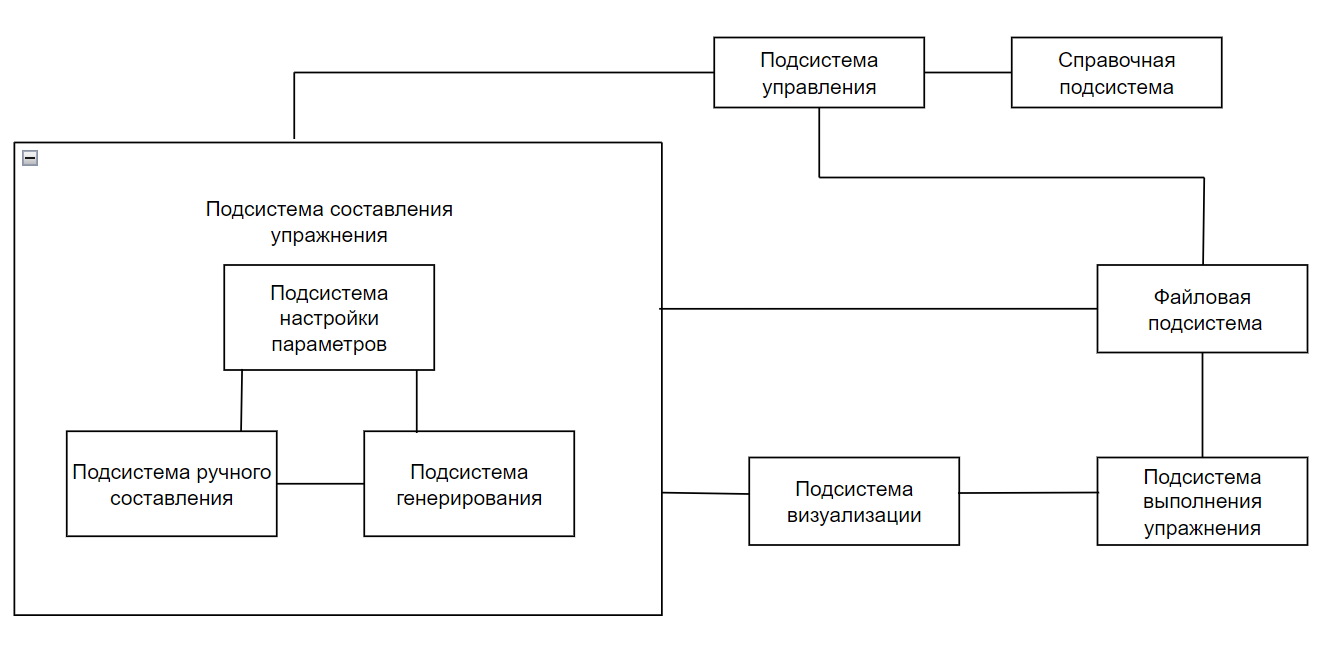 Подсистема
управления
Справочная
подсистема
Подсистема составления
упражнения
Подсистема
настройки
параметров
Файловая
подсистема
Подсистема ручного
составления
Подсистема
генерирования
Подсистема
визуализации
Подсистема
выполнения
упражнения